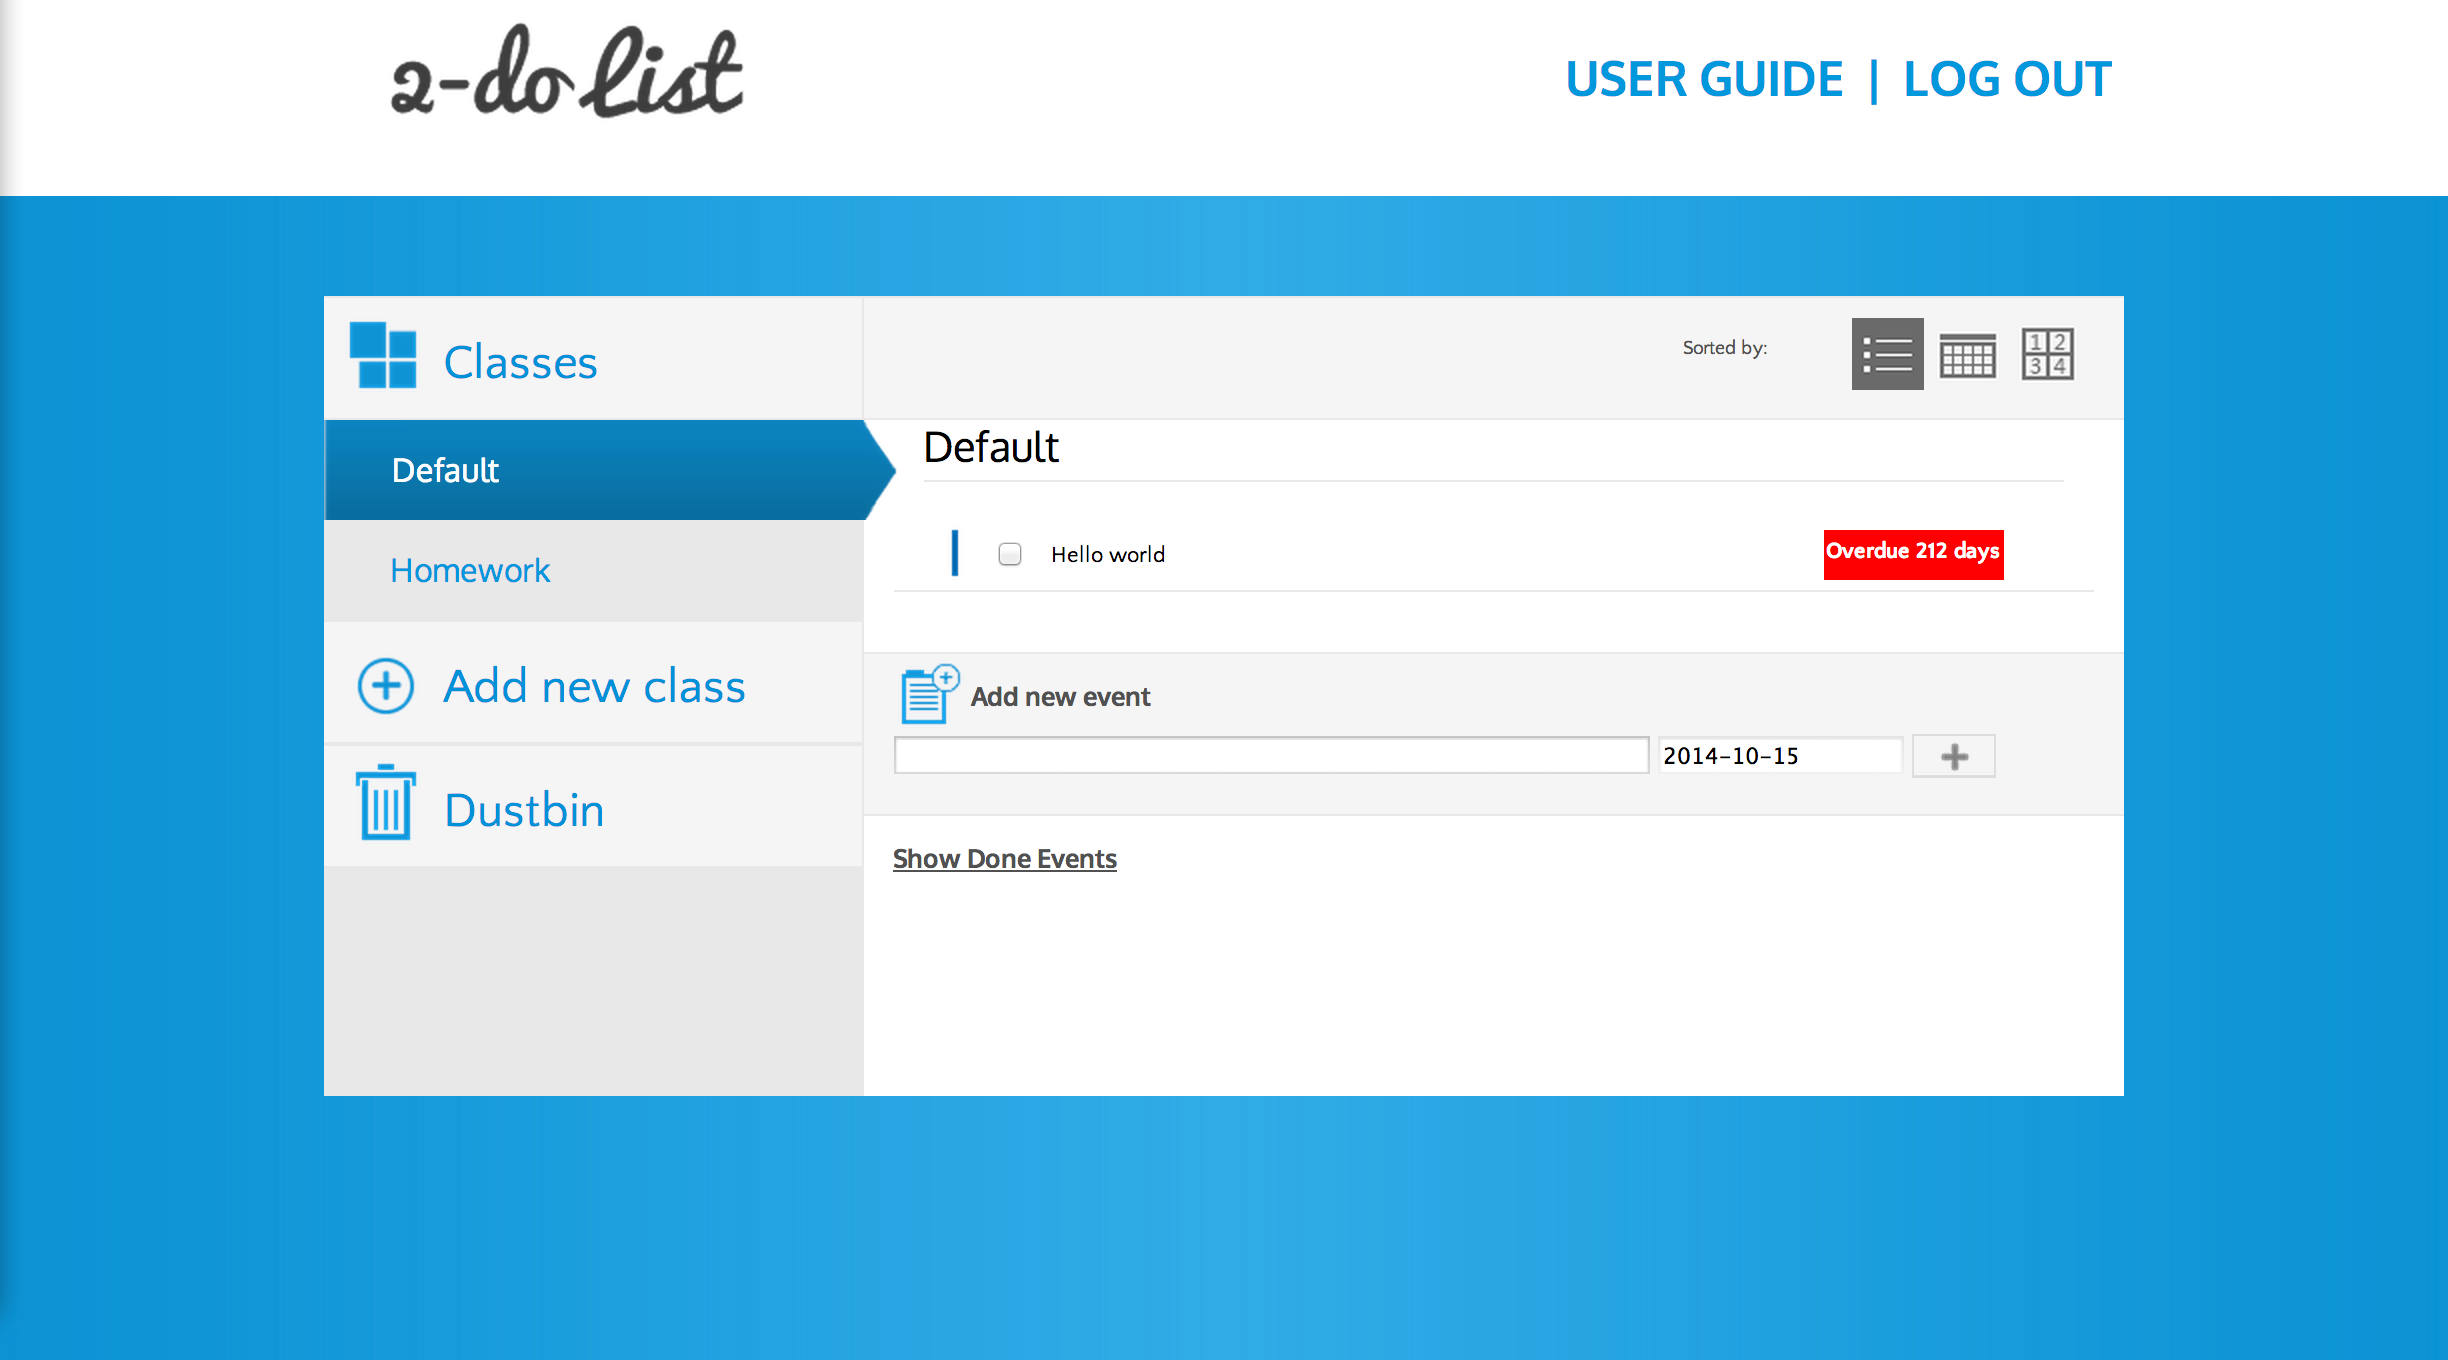 2-do list
USER GUIDE | LOG OUT
Classes
Sorted by:
1 2
3 4
Default
Homework
Add new class
Dustbin
Default
Hello world
Overdue 212 days
Add new event
2014-10-15
Show Done Events